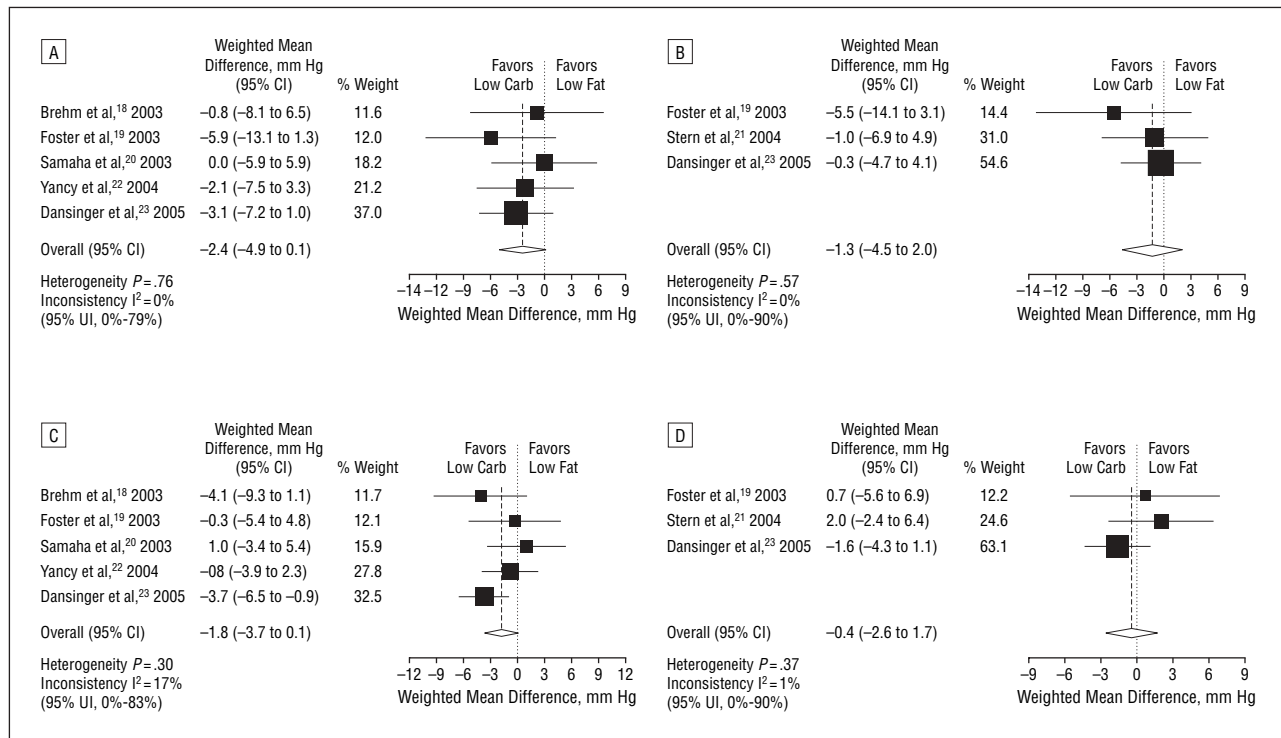 A
Weighted Mean
Difference, mm Hg
(95% CI)
% Weight
Favors
Low Carb
Favors
Low Fat
Brehm et al,18 2003 –0.8 (–8.1 to 6.5) 11.6
Foster et al,19 2003 –5.9 (–13.1 to 1.3) 12.0
Samaha et al,20 2003 0.0 (–5.9 to 5.9) 18.2
Yancy et al,22 2004 –2.1 (–7.5 to 3.3) 21.2
Dansinger et al,23 2005 –3.1 (–7.2 to 1.0) 37.0
Overall (95% CI) –2.4 (–4.9 to 0.1)
Heterogeneity P = .76
Inconsistency I2 = 0%
(95% UI, 0%-79%)
–14 –12 –9 –6 –3 0 3 6 9
Weighted Mean Difference, mm Hg
B
Weighted Mean
Difference, mm Hg
(95% CI)
% Weight
Favors
Low Carb
Favors
Low Fat
Foster et al,19 2003 –5.5 (–14.1 to 3.1) 14.4
Stern et al,21 2004 –1.0 (–6.9 to 4.9) 31.0
Dansinger et al,23 2005 –0.3 (–4.7 to 4.1) 54.6
Overall (95% CI) –1.3 (–4.5 to 2.0)
Heterogeneity P = .57
Inconsistency I2 = 0%
(95% UI, 0%-90%)
–14 –12 –9 –6 –3 0 3 6 9
Weighted Mean Difference, mm Hg
C
Weighted Mean
Difference, mm Hg
(95% CI)
% Weight
Favors
Low Carb
Favors
Low Fat
Brehm et al,18 2003 –4.1 (–9.3 to 1.1) 11.7
Foster et al,19 2003 –0.3 (–5.4 to 4.8) 12.1
Samaha et al,20 2003 1.0 (–3.4 to 5.4) 15.9
Yancy et al,22 2004 –08 (–3.9 to 2.3) 27.8
Dansinger et al,23 2005 –3.7 (–6.5 to –0.9) 32.5
Overall (95% CI) –1.8 (–3.7 to 0.1)
Heterogeneity P = .30
Inconsistency I2 = 17%
(95% UI, 0%-83%)
–12 –9 –6 –3 0 3 6 9 12
Weighted Mean Difference, mm Hg
D
Weighted Mean
Difference, mm Hg
(95% CI)
% Weight
Favors
Low Carb
Favors
Low Fat
Foster et al,19 2003 0.7 (–5.6 to 6.9) 12.2
Stern et al,21 2004 2.0 (–2.4 to 6.4) 24.6
Dansinger et al,23 2005 –1.6 (–4.3 to 1.1) 63.1
Overall (95% CI) –0.4 (–2.6 to 1.7)
Heterogeneity P = .37
Inconsistency I2 = 1%
(95% UI, 0%-90%)
–9 –6 –3 0 3 6 9
Weighted Mean Difference, mm Hg